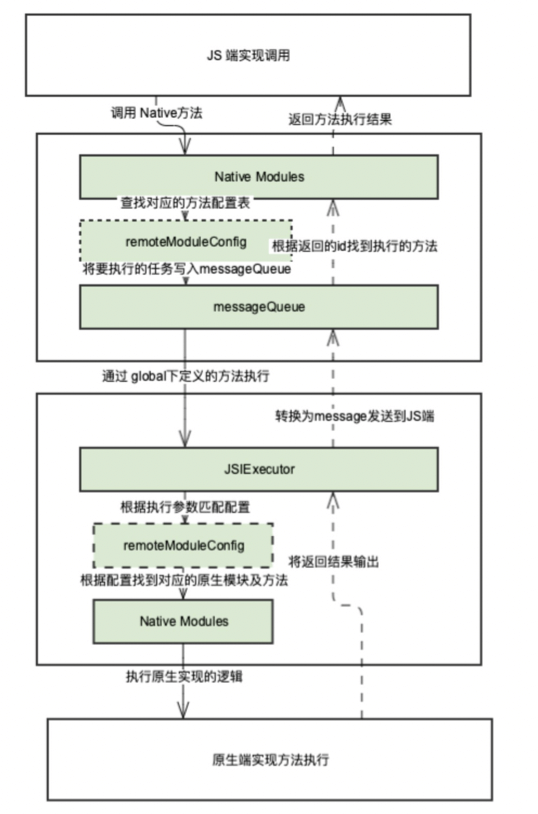 JS 端实现调用
调用 Native方法
返回方法执行结果
Native Modules
查找对应的方法配置表
remoteModuleConfig
根据返回的id找到执行的方法
将要执行的任务写入messageQueue
messageQueue
通过 global下定义的方法执行
转换为message发送到JS端
JSIExecutor
根据执行参数匹配配置
remoteModuleConfig
将返回结果输出
根据配置找到对应的原生模块及方法
Native Modules
执行原生实现的逻辑
原生端实现方法执行